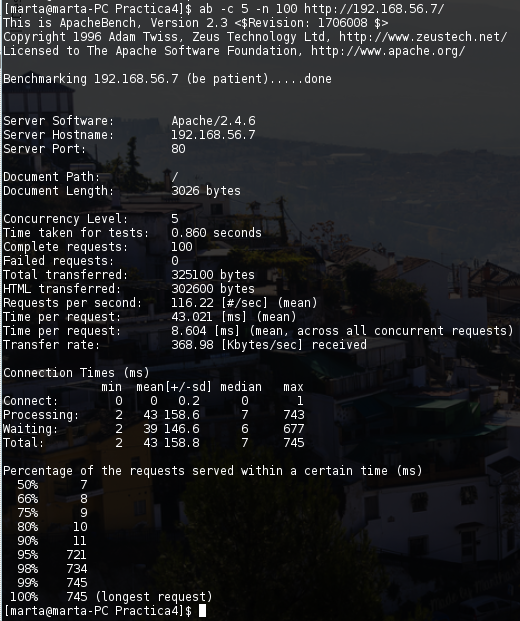 [marta@marta-PC Practica4]$ ab -c 5 -n 100 http://192.168.56.7/
This is ApacheBench, Version 2.3 <$Revision: 1706008 $>
Copyright 1996 Adam Twiss, Zeus Technology Ltd, http://www.zeustech.net/
Licensed to The Apache Software Foundation, http://www.apache.org/

Benchmarking 192.168.56.7 (be patient).....done


Server Software:        Apache/2.4.6
Server Hostname:        192.168.56.7
Server Port:            80

Document Path:          /
Document Length:        3026 bytes

Concurrency Level:      5
Time taken for tests:   0.860 seconds
Complete requests:      100
Failed requests:        0
Total transferred:      325100 bytes
HTML transferred:       302600 bytes
Requests per second:    116.22 [#/sec] (mean)
Time per request:       43.021 [ms] (mean)
Time per request:       8.604 [ms] (mean, across all concurrent requests)
Transfer rate:          368.98 [Kbytes/sec] received

Connection Times (ms)
              min  mean[+/-sd] median   max
Connect:        0    0   0.2      0       1
Processing:     2   43 158.6      7     743
Waiting:        2   39 146.6      6     677
Total:          2   43 158.8      7     745

Percentage of the requests served within a certain time (ms)
  50%      7
  66%      8
  75%      9
  80%     10
  90%     11
  95%    721
  98%    734
  99%    745
 100%    745 (longest request)
[marta@marta-PC Practica4]$